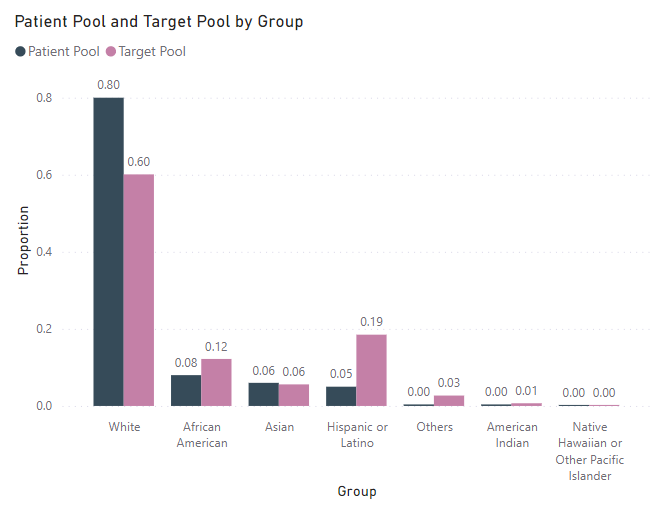 Patient Pool and Target Pool by Group
Patient Pool Target Pool
0.8
0.6
0.4
0.2
0.0
Proportion
0.80
0.60
0.08
0.12
0.06
0.06
0.05
0.19
0.00
0.03
0.00
0.01
0.00
0.00
White
African
American
Asian
Hispanic or
Latino
Others
American
Indian
Native
Hawaiian or
Other Pacific
Islander
Group